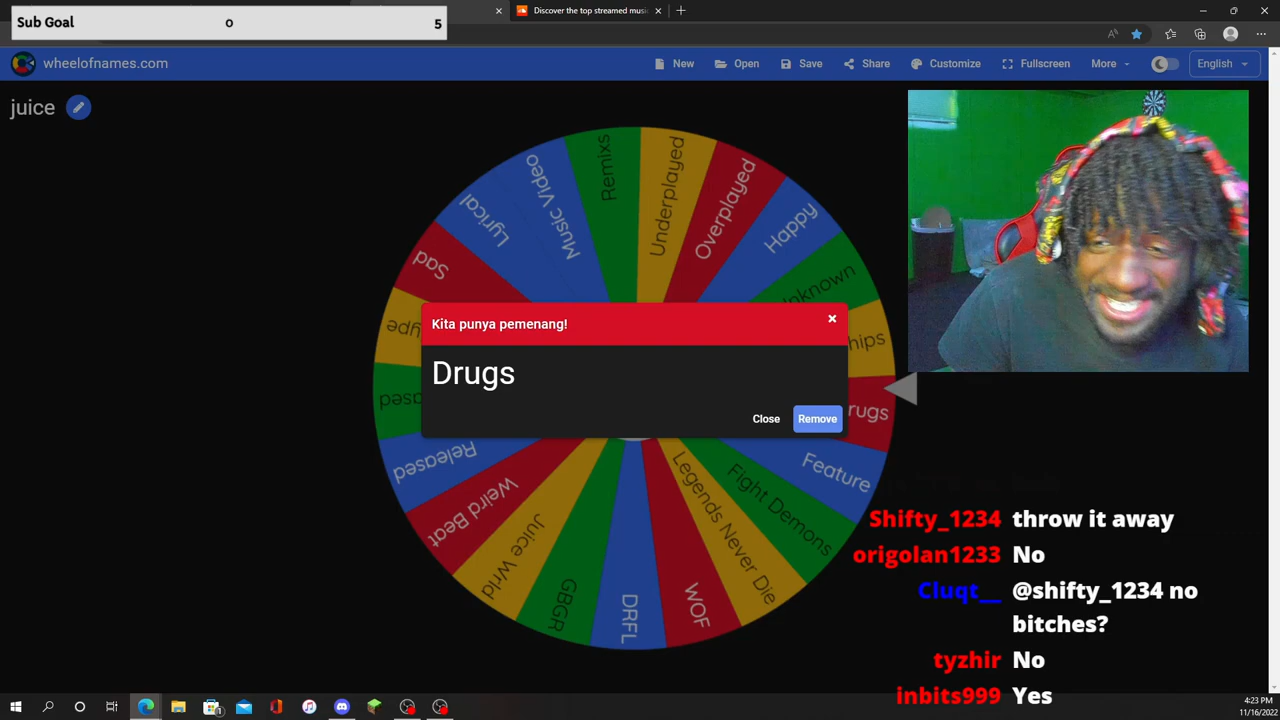 Sub Goal 0 5
Discover the top streamed music
wheelofnames.com
New
Open
Save
Share
Customize
Fullscreen
More
English
juice
Remixs
Underplayed
Overplayed
Happy
Music Video
Lyrical
Sad
Kita punya pemenang!
Drugs
Close
Remove
Released
Weird Beat
Juice Wrld
GBGR
DRFL
WOF
Legends Never Die
Fight Demons
Feature
Shifty_1234 throw it away
origolan1233 No
Cluqt__ @shifty_1234 no
bitches?
tyzhir No
inbits999 Yes
4:23 PM
11/16/2022